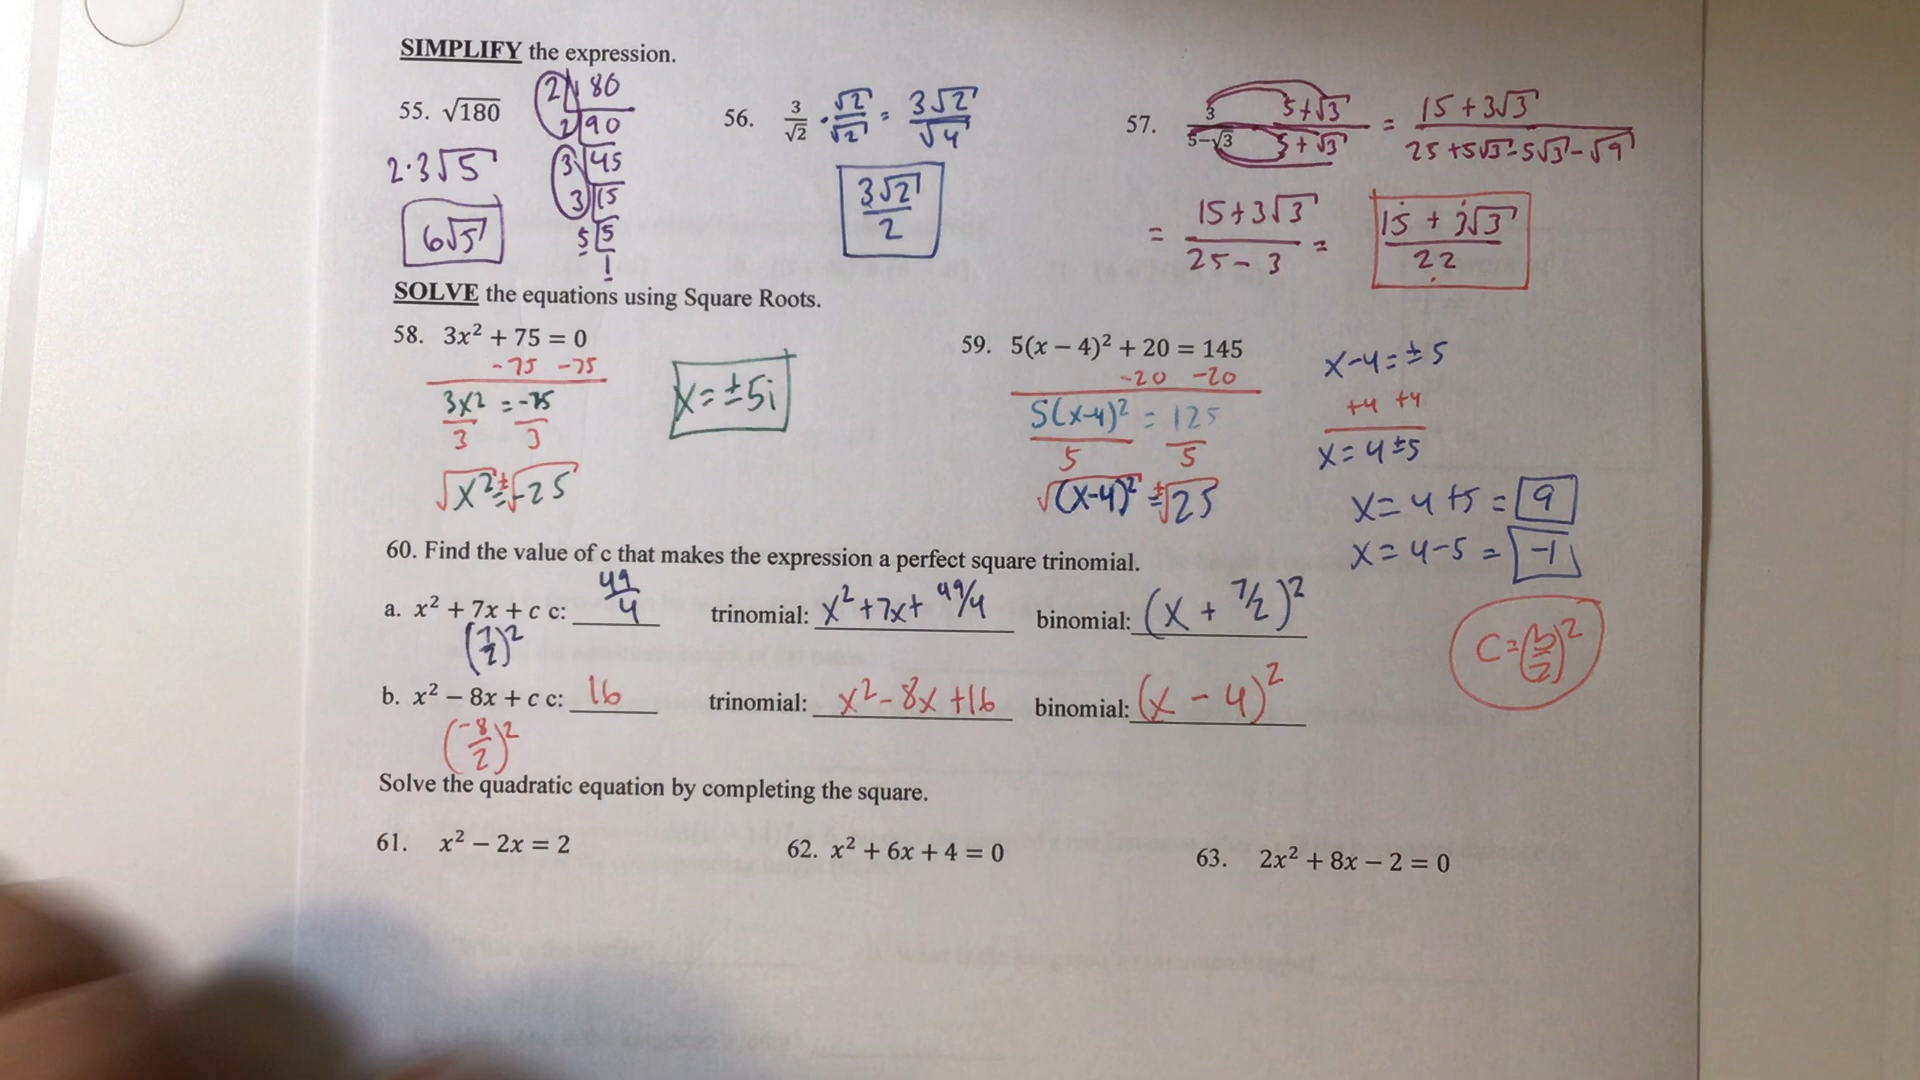 SIMPLIFY the expression.
55. √180
2 180
2 90
3 45
3 15
5 5
1
2·3√5
6√5
56. 3/√2 · √2/√2 = 3√2/√4
3√2/2
57. 3/5−√3 5+√3/5+√3 = 15+3√3/25+5√3-5√3-√9
= 15+3√3/25-3 = 15+3√3/22
SOLVE the equations using Square Roots.
58. 3x² + 75 = 0
-75 -75
3x²/3 = -75/3
√x² = ±√-25
x = ±5i
59. 5(x − 4)² + 20 = 145
-20 -20
5(x-4)²/5 = 125/5
√(x-4)² = ±√25
x-4 = ±5
+4 +4
x = 4±5
x = 4+5 = 9
x = 4-5 = -1
60. Find the value of c that makes the expression a perfect square trinomial.
a. x² + 7x + c c: 49/4 trinomial: x²+7x+ 49/4 binomial: (x + 7/2)²
(7/2)²
C=(b/2)²
b. x² − 8x + c c: 16 trinomial: x²-8x+16 binomial: (x - 4)²
(-8/2)²
Solve the quadratic equation by completing the square.
61. x² − 2x = 2
62. x² + 6x + 4 = 0
63. 2x² + 8x − 2 = 0